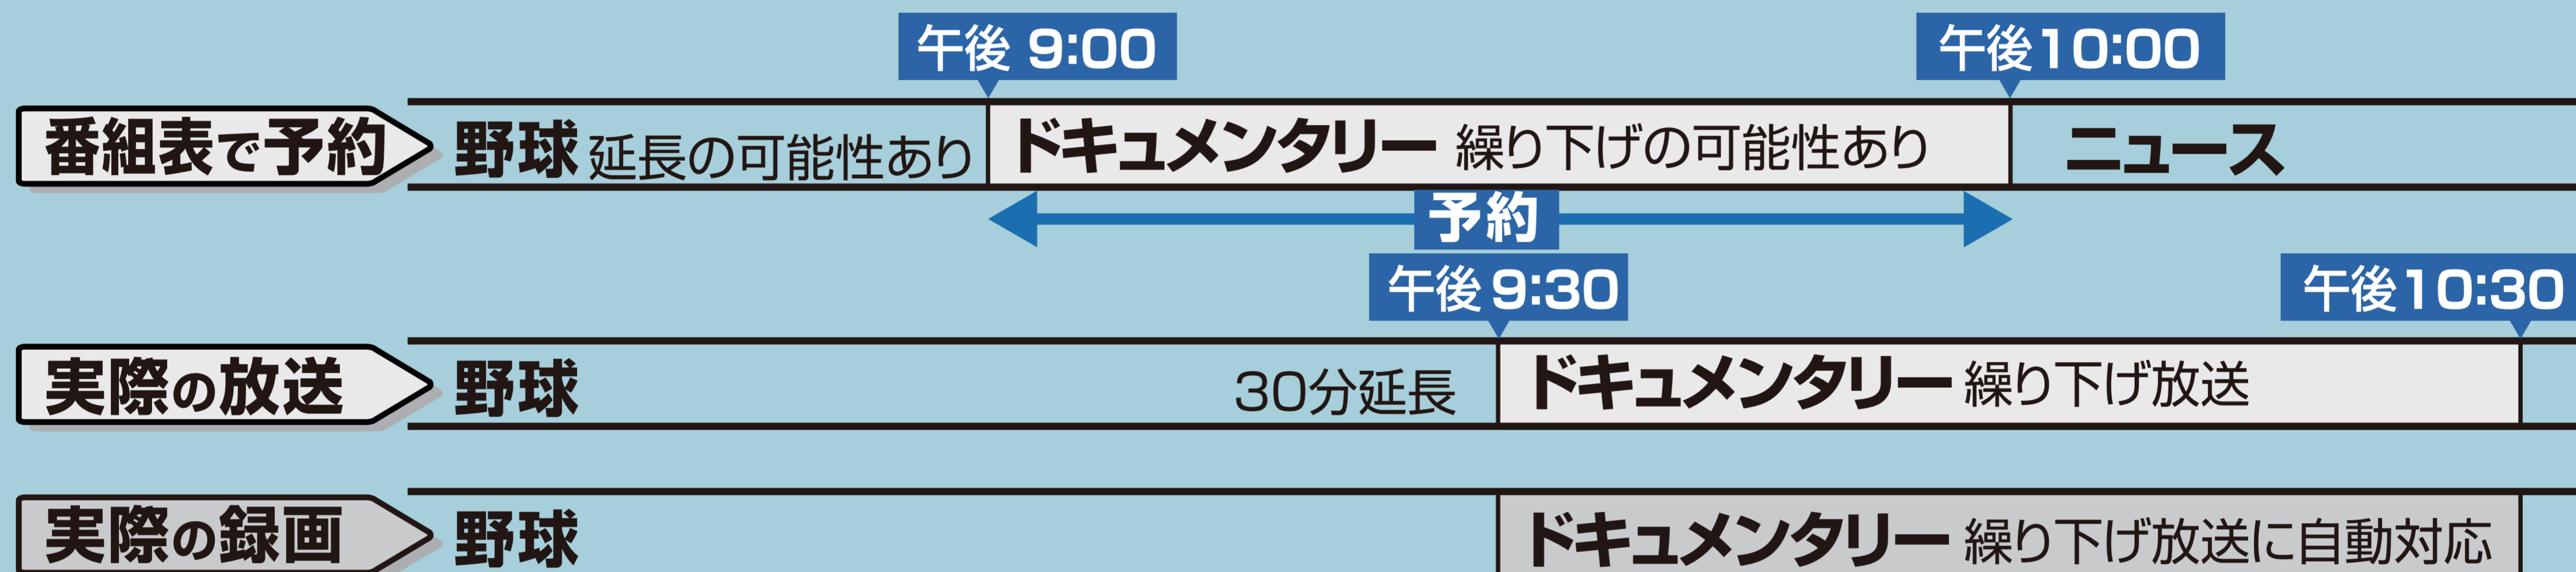 午後 9:00 午後10:00
番組表で予約 野球 延長の可能性あり ドキュメンタリー 繰り下げの可能性あり ニュース
予約
午後9:30 午後10:30
実際の放送 野球 30分延長 ドキュメンタリー 繰り下げ放送
実際の録画 野球 ドキュメンタリー 繰り下げ放送に自動対応